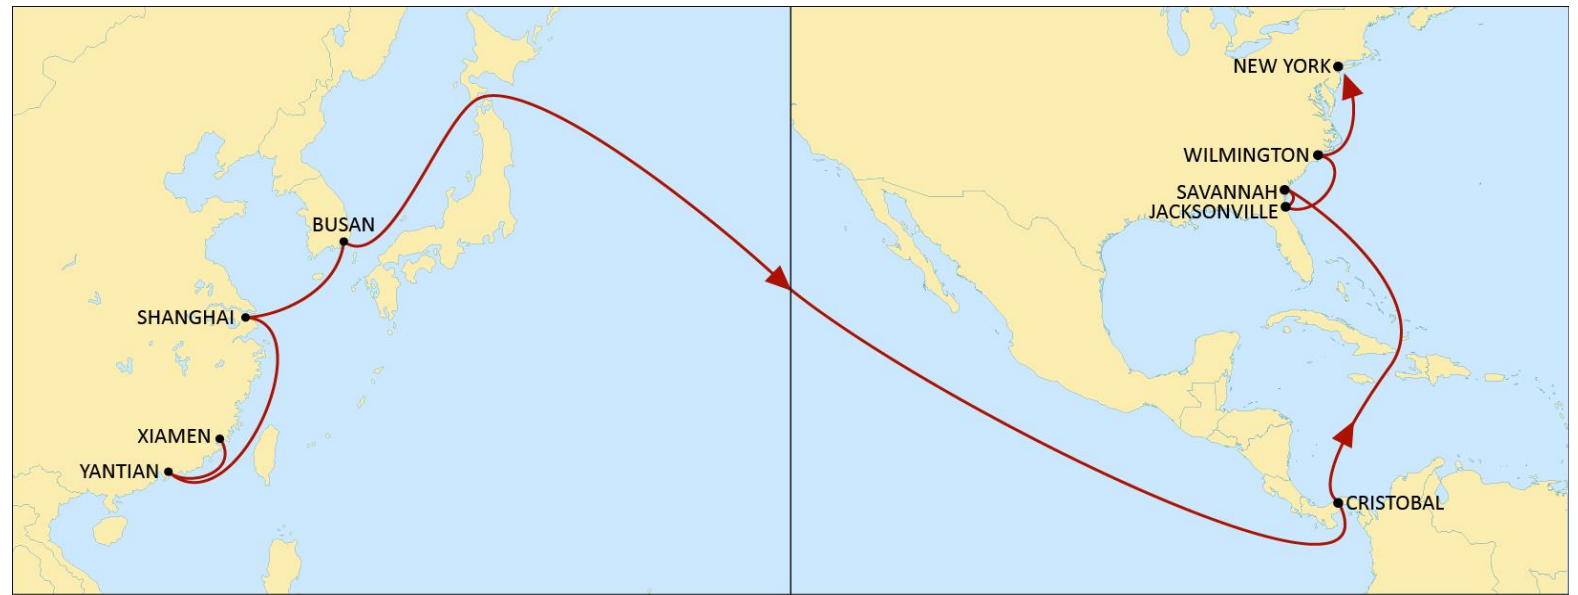 NEW YORK
WILMINGTON
SAVANNAH
JACKSONVILLE
BUSAN
SHANGHAI
XIAMEN
YANTIAN
CRISTOBAL